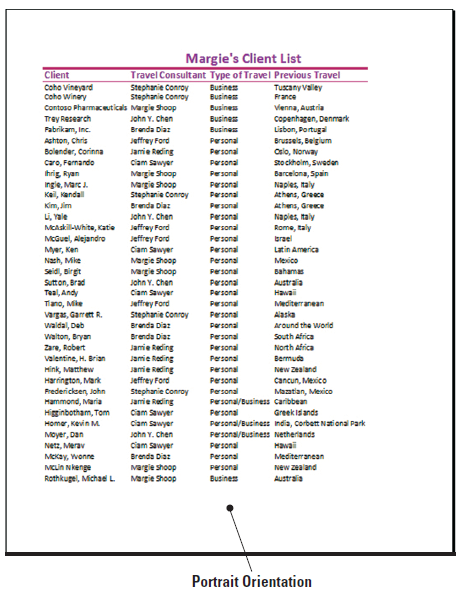 Margie's Client List
Client Travel Consultant Type of Travel Previous Travel
Coho Vineyard Stephanie Conroy Business Tuscany Valley
Coho Winery Stephanie Conroy Business France
Contoso Pharmaceuticals Margie Shoop Business Vienna, Austria
Trey Research John Y. Chen Business Copenhagen, Denmark
Fabrikam, Inc. Brenda Diaz Business Lisbon, Portugal
Ashton, Chris Jeffrey Ford Personal Brussels, Belgium
Bolender, Corinna Jamie Reding Personal Oslo, Norway
Caro, Fernando Ciam Sawyer Personal Stockholm, Sweden
Ihrig, Ryan Margie Shoop Personal Barcelona, Spain
Ingle, Marc J. Margie Shoop Personal Naples, Italy
Keil, Kendall Stephanie Conroy Personal Athens, Greece
Kim, Jim Brenda Diaz Personal Athens, Greece
Li, Yale John Y. Chen Personal Naples, Italy
McAskill-White, Katie Jeffrey Ford Personal Rome, Italy
McGuel, Alejandro Jeffrey Ford Personal Israel
Myer, Ken Ciam Sawyer Personal Latin America
Nash, Mike Margie Shoop Personal Mexico
Seidl, Birgit Margie Shoop Personal Bahamas
Sutton, Brad John Y. Chen Personal Australia
Teal, Andy Ciam Sawyer Personal Hawaii
Tiano, Mike Jeffrey Ford Personal Mediterranean
Vargas, Garrett R. Stephanie Conroy Personal Alaska
Waldal, Deb Brenda Diaz Personal Around the World
Walton, Bryan Brenda Diaz Personal South Africa
Zare, Robert Jamie Reding Personal North Africa
Valentine, H. Brian Jamie Reding Personal Bermuda
Hink, Matthew Jamie Reding Personal New Zealand
Harrington, Mark Jeffrey Ford Personal Cancun, Mexico
Fredericksen, John Stephanie Conroy Personal Mazatlan, Mexico
Hammond, Maria Jamie Reding Personal/Business Caribbean
Higginbotham, Tom Ciam Sawyer Personal Greek Islands
Homer, Kevin M. Ciam Sawyer Personal/Business India, Corbett National Park
Moyer, Dan John Y. Chen Personal/Business Netherlands
Netz, Merav Ciam Sawyer Personal Hawaii
McKay, Yvonne Brenda Diaz Personal Mediterranean
McLin Nkenge Margie Shoop Personal New Zealand
Rothkugel, Michael L. Margie Shoop Business Australia
Portrait Orientation